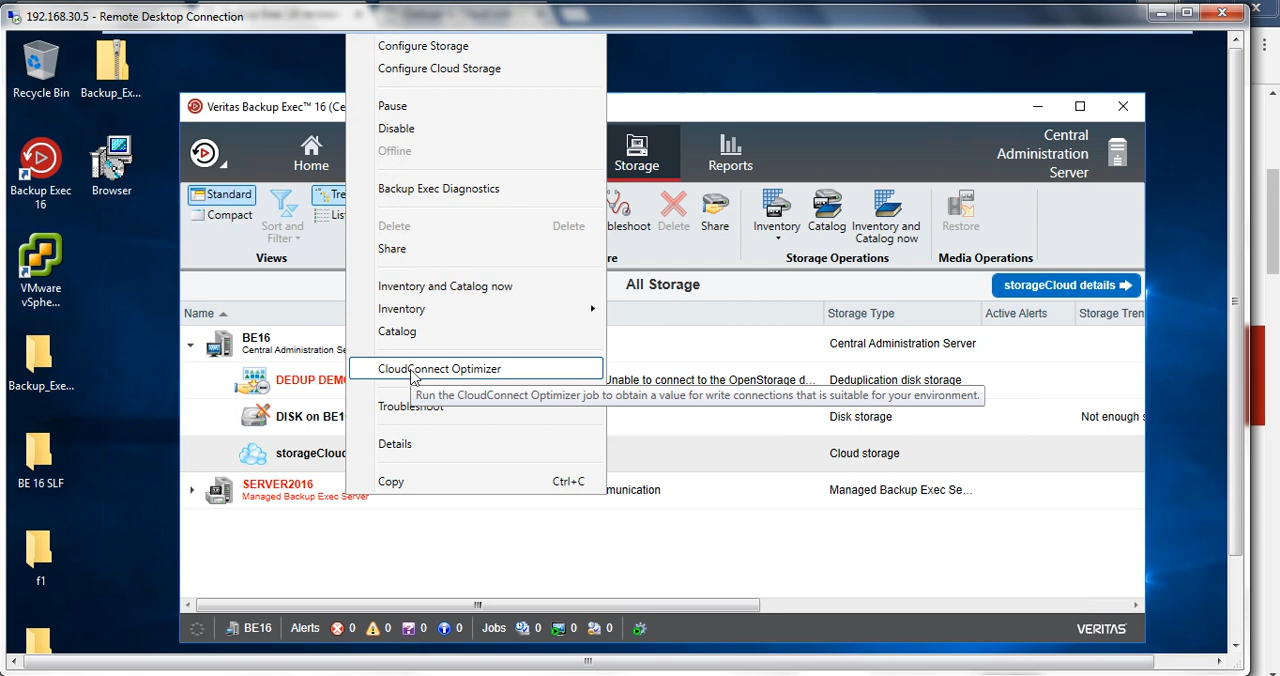 192.168.30.5 - Remote Desktop Connection
Recycle Bin
Backup_Ex...
Backup Exec
16
Browser
VMware
vSphe...
Backup_Exe...
BE 16 SLF
f1
Veritas Backup Exec™ 16 (Ce
Home
Storage
Reports
Central
Administration
Server
Standard
Compact
Sort and
Filter
Tre
List
Views
Configure Storage
Configure Cloud Storage
Pause
Disable
Offline
Backup Exec Diagnostics
Delete Delete
Share
Inventory and Catalog now
Inventory
Catalog
CloudConnect Optimizer
Run the CloudConnect Optimizer job to obtain a value for write connections that is suitable for your environment.
Troubleshoot
Details
Copy Ctrl+C
bleshoot
Delete
Share
re
Inventory
Catalog
Inventory and
Catalog now
Storage Operations
Restore
Media Operations
All Storage
storageCloud details
Name Storage Type Active Alerts Storage Tren
BE16
Central Administration Se
Central Administration Server
DEDUP DEMO
Unable to connect to the OpenStorage d... Deduplication disk storage
DISK on BE1
Disk storage Not enough s
storageCloud
Cloud storage
SERVER2016
Managed Backup Exec Server
munication Managed Backup Exec Se...
BE16 Alerts 0 0 0 0 Jobs 0 0 0
VERITAS